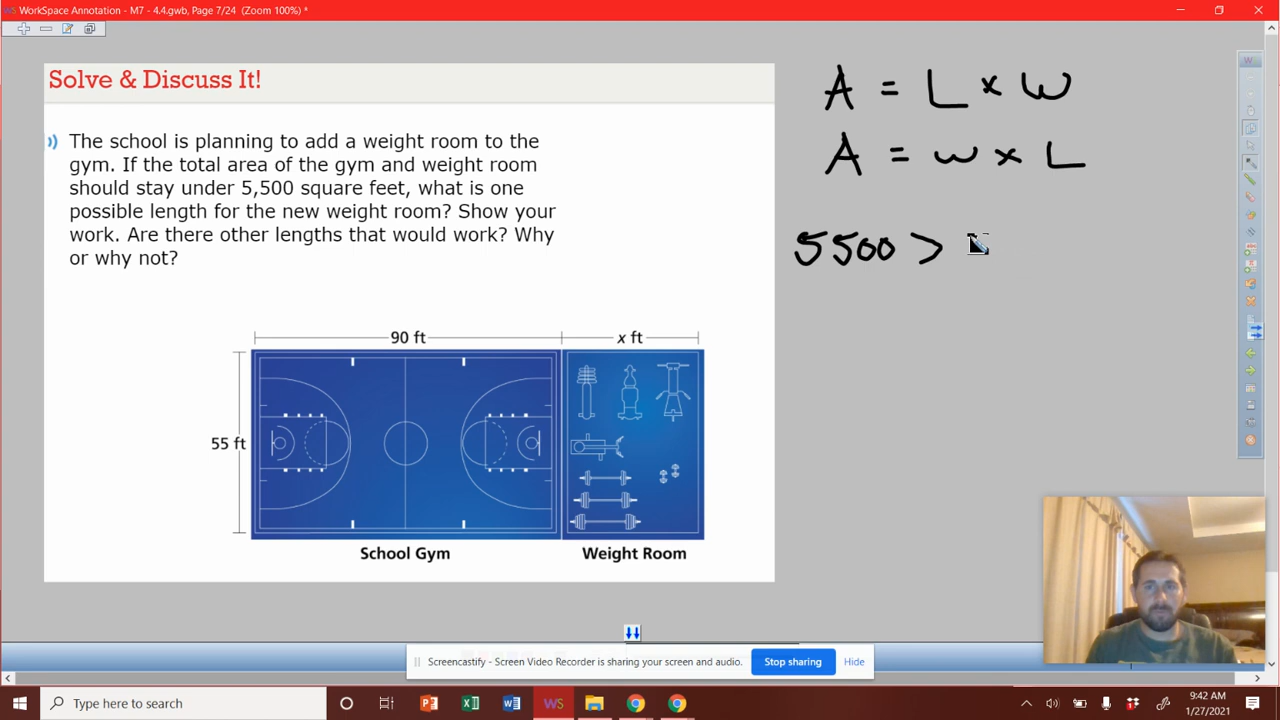 WorkSpace Annotation - M7 - 4.4.gwb, Page 7/24 (Zoom 100%) *
Solve & Discuss It!
The school is planning to add a weight room to the
gym. If the total area of the gym and weight room
should stay under 5,500 square feet, what is one
possible length for the new weight room? Show your
work. Are there other lengths that would work? Why
or why not?
A = L x W
A = W x L
5500 >
90 ft
x ft
55 ft
School Gym
Weight Room
Screencastify - Screen Video Recorder is sharing your screen and audio.
Stop sharing
Hide
Type here to search
9:42 AM
1/27/2021